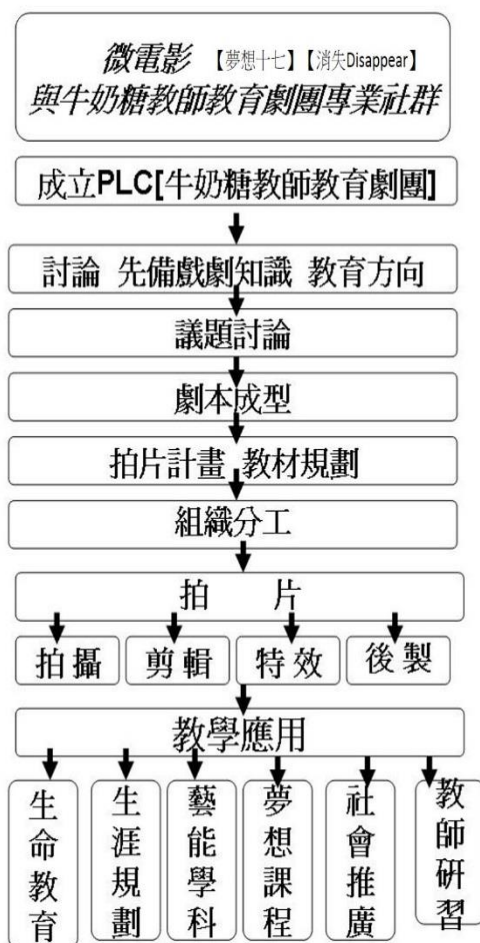 微電影 【夢想十七】【消失Disappear】
與牛奶糖教師教育劇團專業社群
成立PLC[牛奶糖教師教育劇團]
討論 先備戲劇知識 教育方向
議題討論
劇本成型
拍片計畫 教材規劃
組織分工
拍 片
拍攝
剪輯
特效
後製
教學應用
生命教育
生涯規劃
藝能學科
夢想課程
社會推廣
教師研習